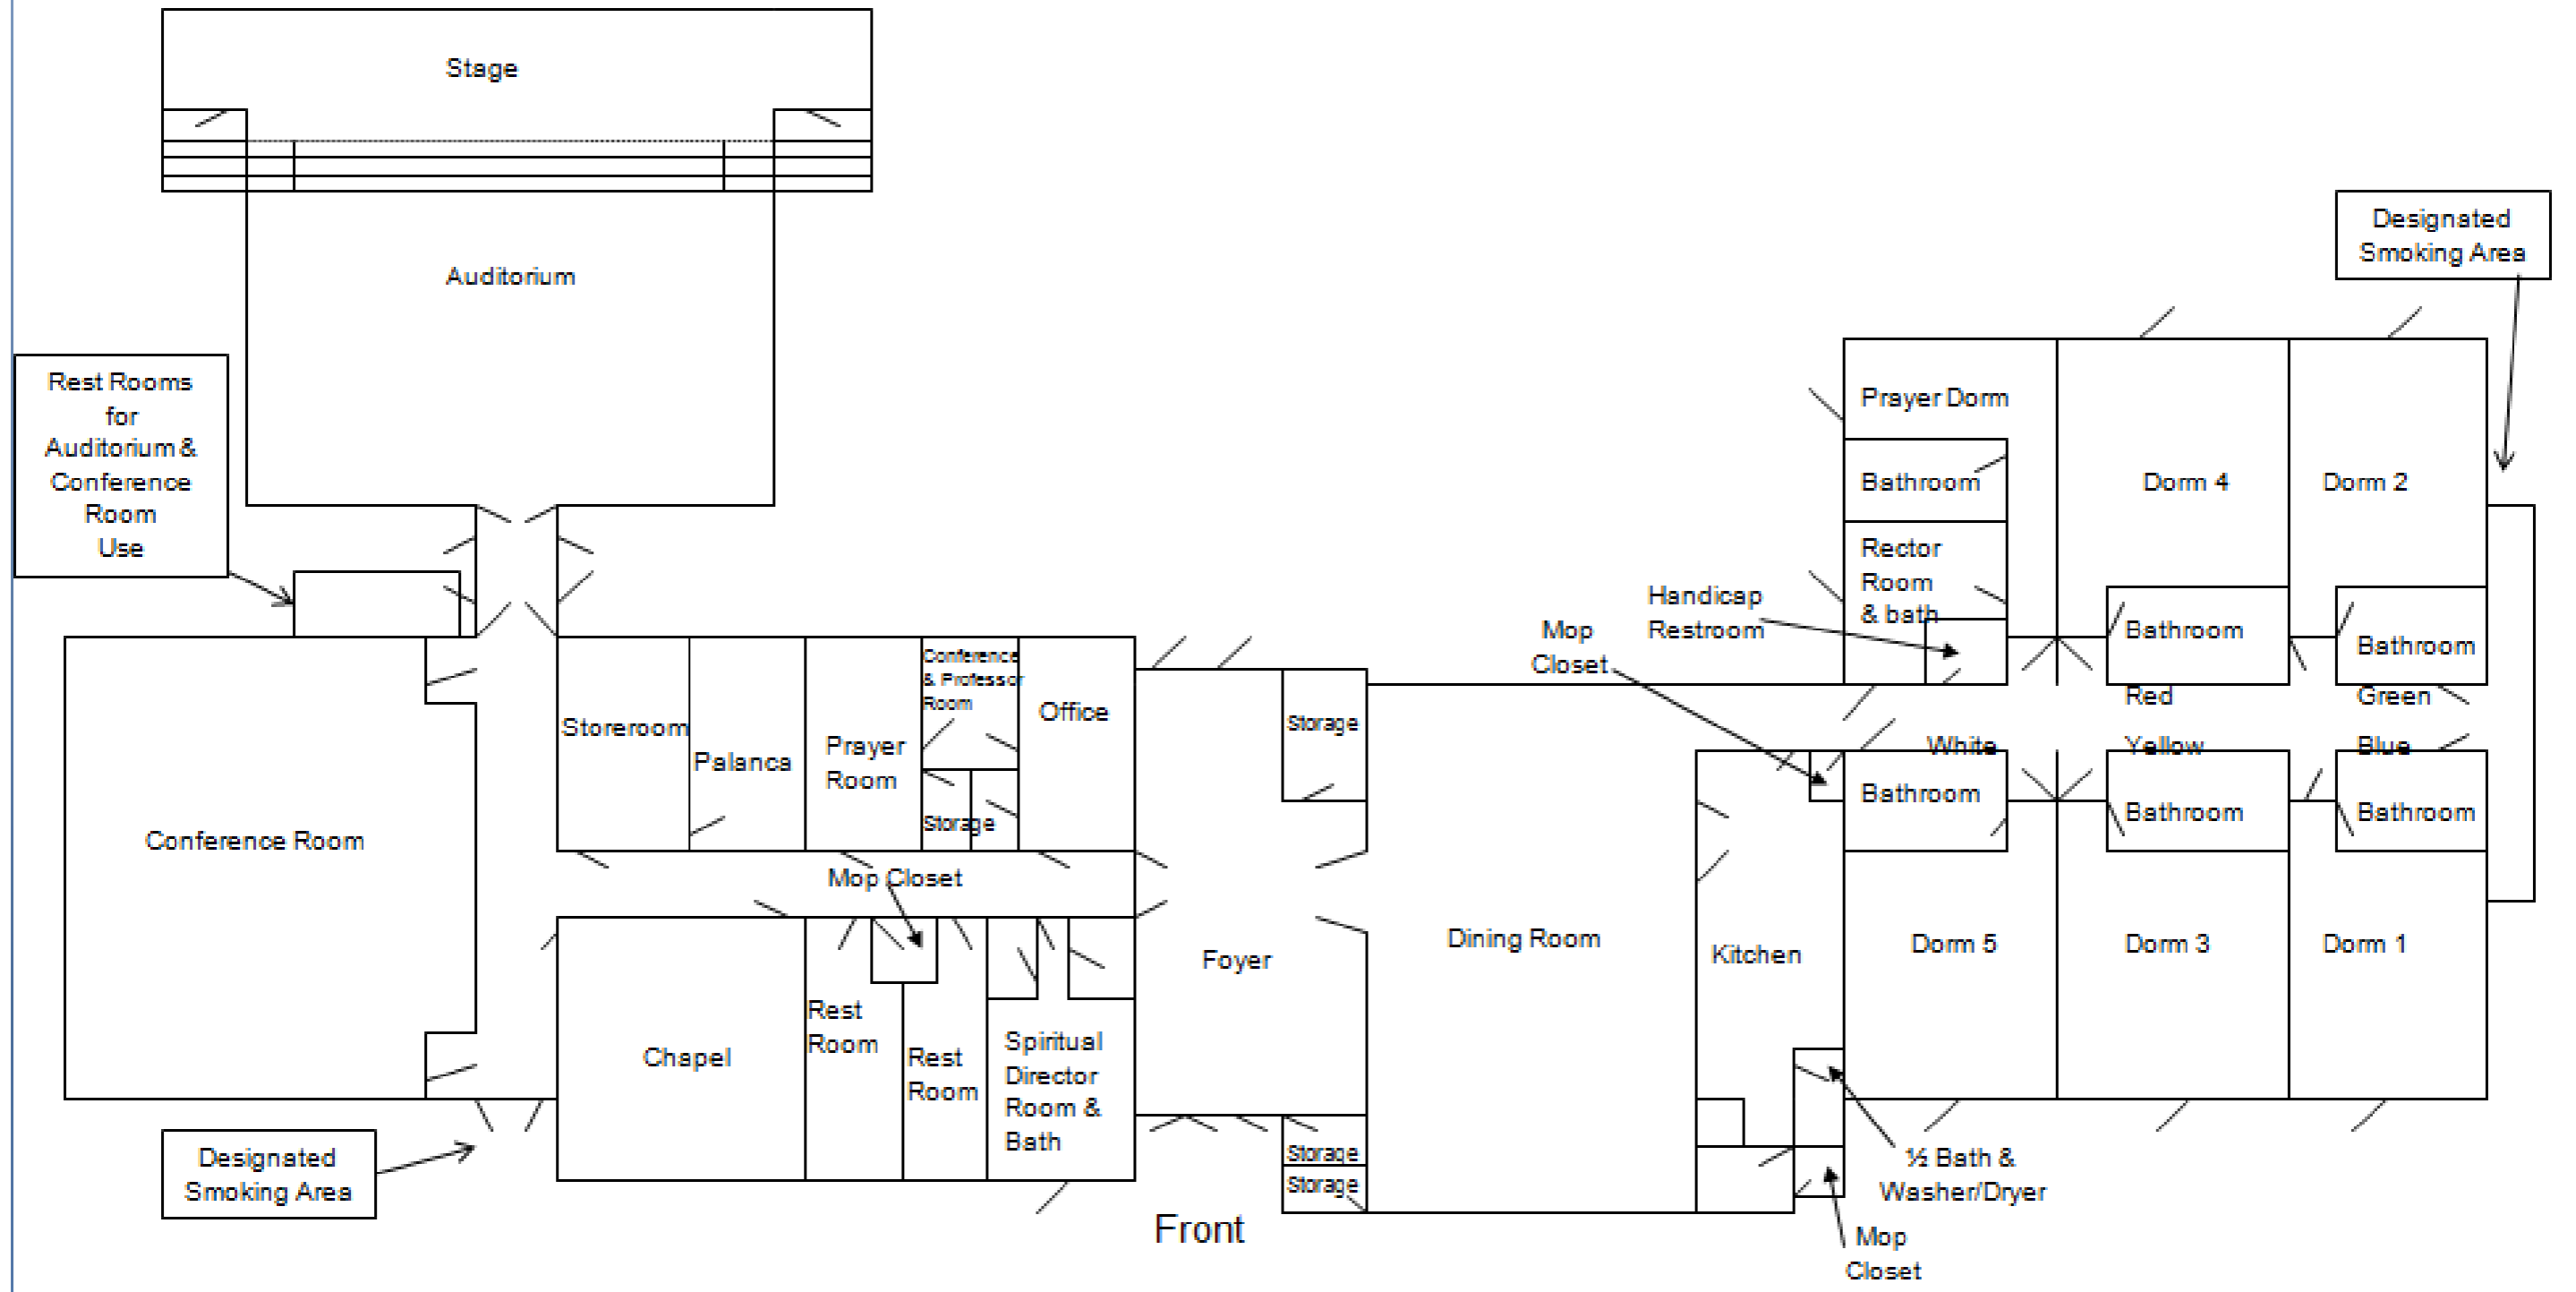 Stage
Designated
Smoking Area
Auditorium
Rest Rooms
for
Auditorium &
Conference
Room
Use
Prayer Dorm
Bathroom
Dorm 4
Dorm 2
Rector
Room
& bath
Handicap
Restroom
Mop
Closet
Bathroom
Bathroom
Conference
& Professor
Room
Office
Storeroom
Palanca
Prayer
Room
Storage
Storage
Red
Green
White
Yellow
Blue
Bathroom
Bathroom
Bathroom
Conference Room
Mop Closet
Foyer
Dining Room
Kitchen
Dorm 5
Dorm 3
Dorm 1
Chapel
Rest
Room
Rest
Room
Spiritual
Director
Room &
Bath
Designated
Smoking Area
Storage
Storage
½ Bath &
Washer/Dryer
Front
Mop
Closet